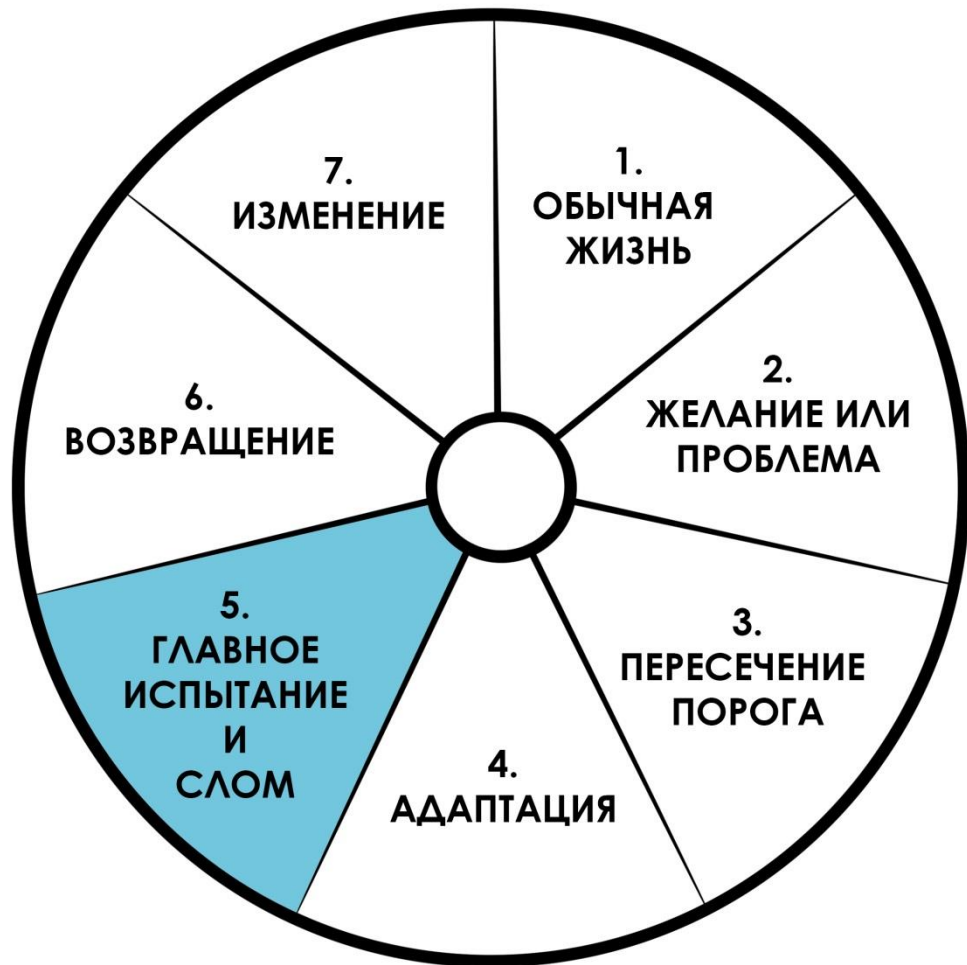 1.
ОБЫЧНАЯ
ЖИЗНЬ
2.
ЖЕЛАНИЕ ИЛИ
ПРОБЛЕМА
3.
ПЕРЕСЕЧЕНИЕ
ПОРОГА
4.
АДАПТАЦИЯ
5.
ГЛАВНОЕ
ИСПЫТАНИЕ
И
СЛОМ
6.
ВОЗВРАЩЕНИЕ
7.
ИЗМЕНЕНИЕ